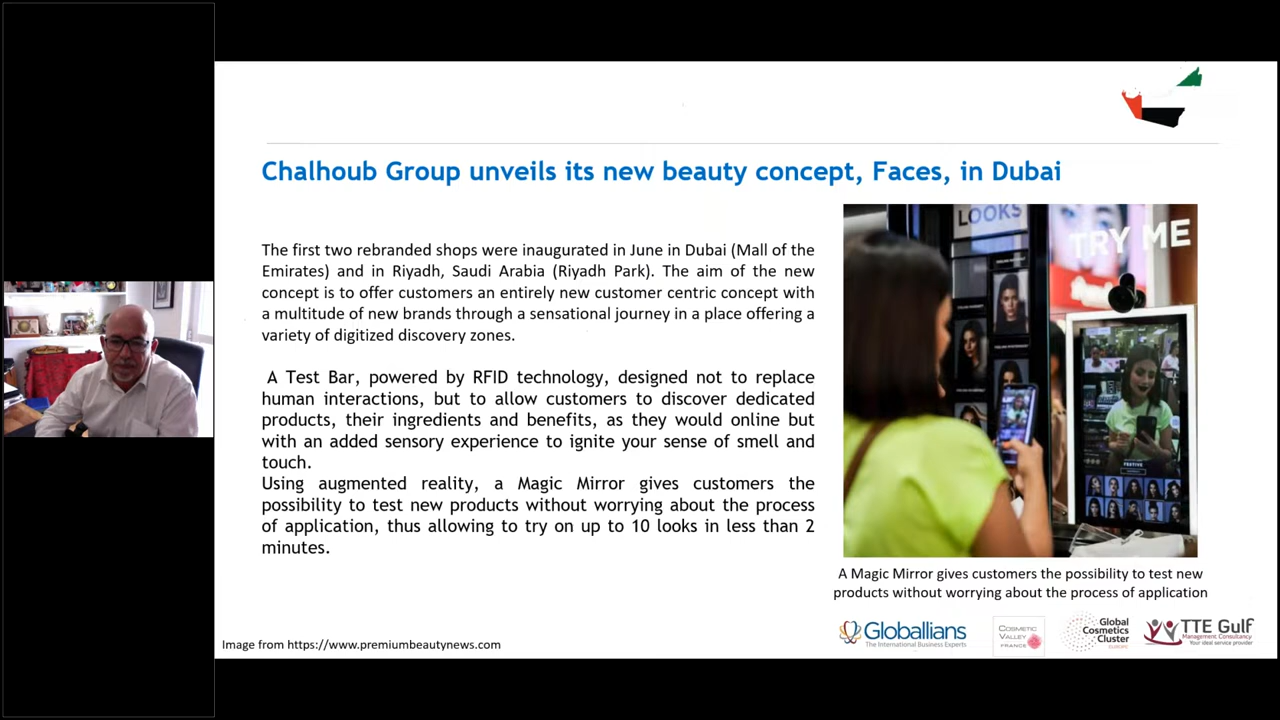 Chalhoub Group unveils its new beauty concept, Faces, in Dubai
The first two rebranded shops were inaugurated in June in Dubai (Mall of the
Emirates) and in Riyadh, Saudi Arabia (Riyadh Park). The aim of the new
concept is to offer customers an entirely new customer centric concept with
a multitude of new brands through a sensational journey in a place offering a
variety of digitized discovery zones.
A Test Bar, powered by RFID technology, designed not to replace
human interactions, but to allow customers to discover dedicated
products, their ingredients and benefits, as they would online but
with an added sensory experience to ignite your sense of smell and
touch.
Using augmented reality, a Magic Mirror gives customers the
possibility to test new products without worrying about the process
of application, thus allowing to try on up to 10 looks in less than 2
minutes.
LOOKS
TRY ME
FESTIVE
A Magic Mirror gives customers the possibility to test new
products without worrying about the process of application
Image from https://www.premiumbeautynews.com
Globallians
The International Business Experts
COSMETIC
VALLEY
FRANCE
Global
Cosmetics
Cluster
EUROPE
TTE Gulf
Management Consultancy
Your ideal service provider